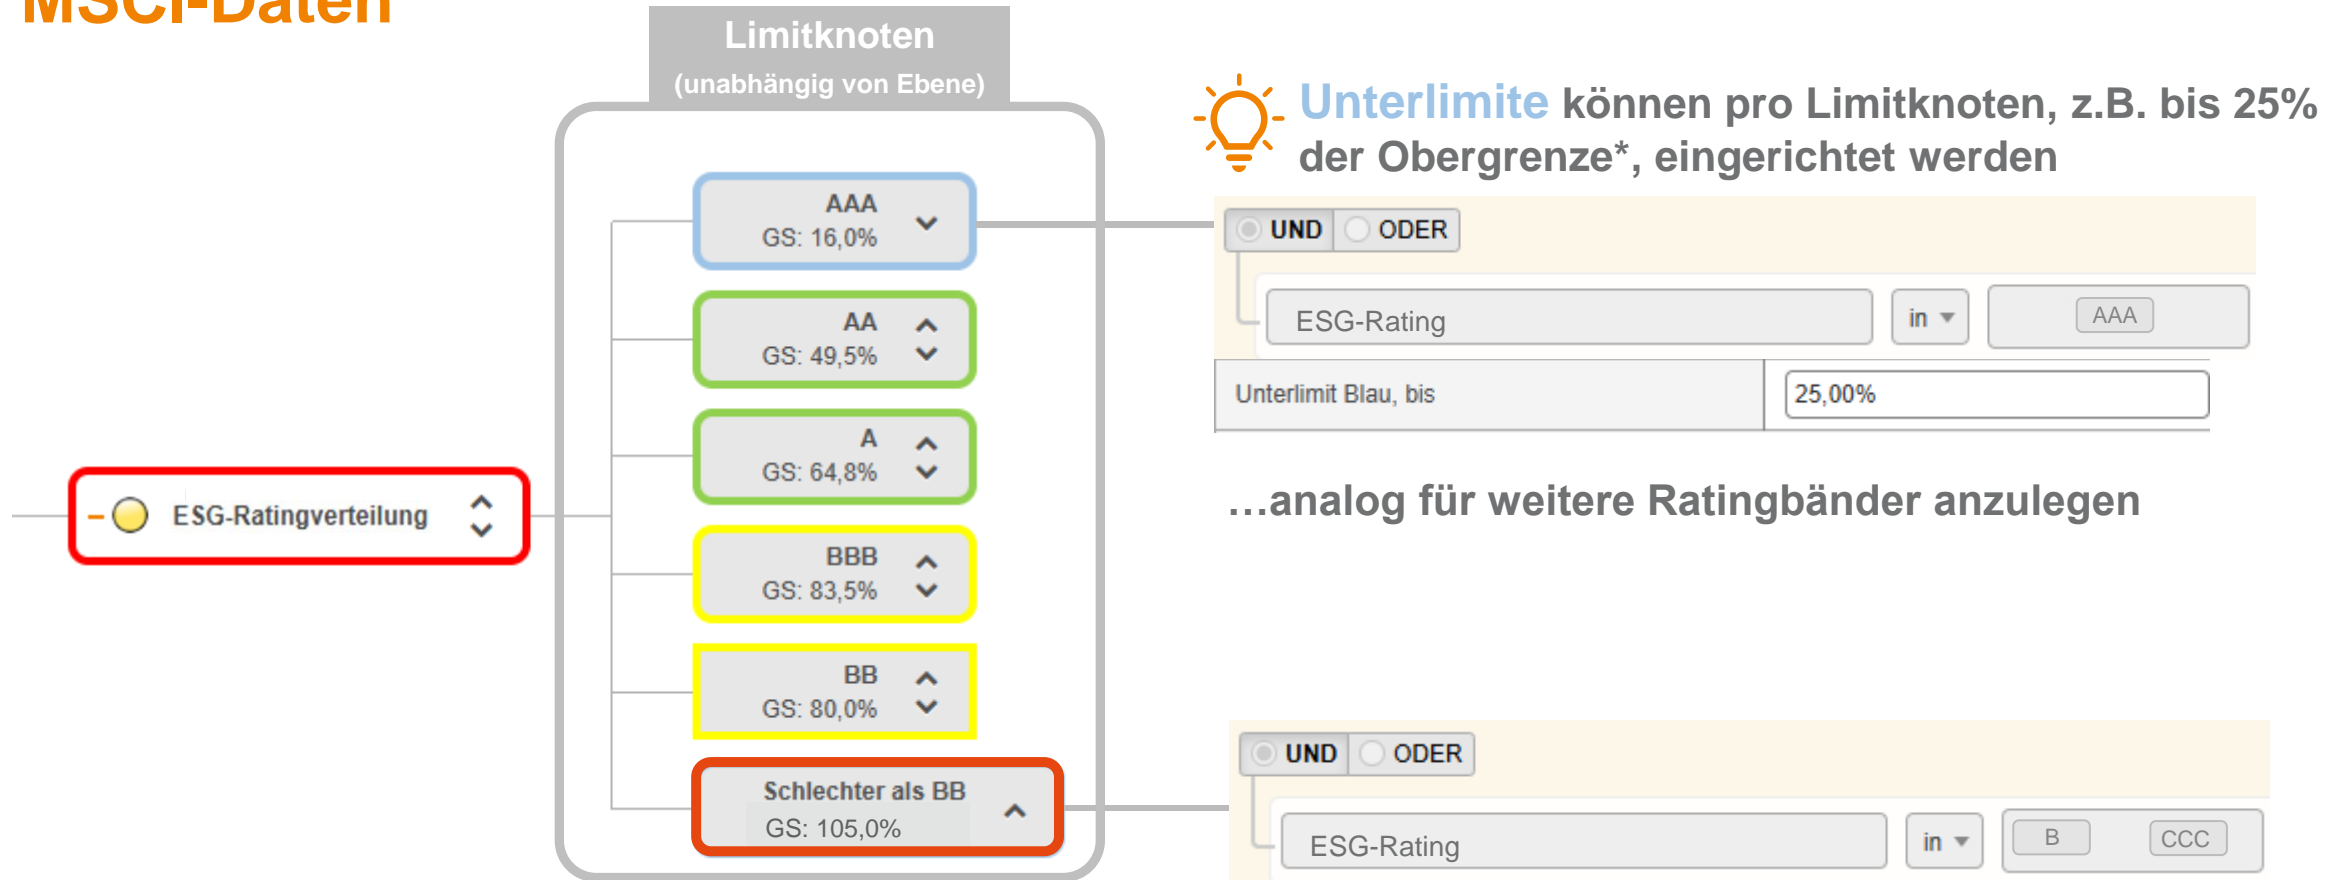 MSCI-Daten
Limitknoten
(unabhängig von Ebene)
Unterlimite können pro Limitknoten, z.B. bis 25%
der Obergrenze*, eingerichtet werden
AAA
GS: 16,0%
UND ODER
ESG-Rating in AAA
Unterlimit Blau, bis 25,00%
AA
GS: 49,5%
A
GS: 64,8%
…analog für weitere Ratingbänder anzulegen
ESG-Ratingverteilung
BBB
GS: 83,5%
BB
GS: 80,0%
Schlechter als BB
GS: 105,0%
UND ODER
ESG-Rating in B CCC